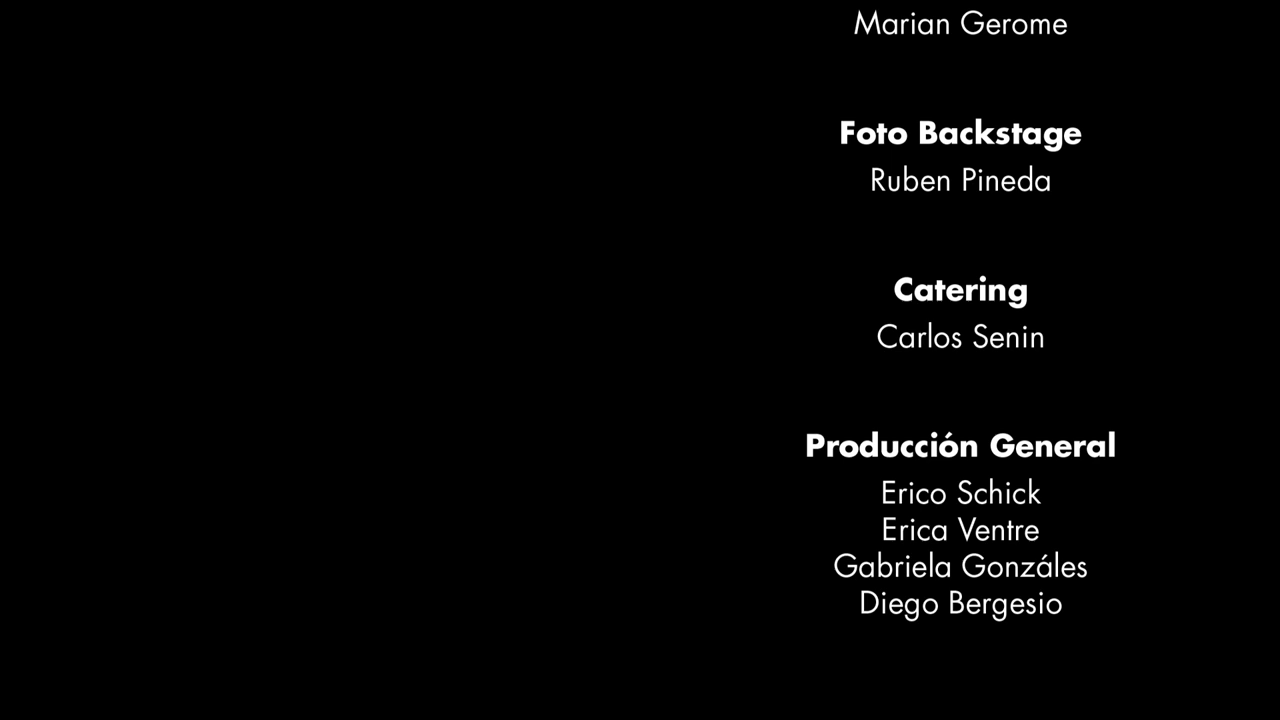 Marian Gerome
Foto Backstage
Ruben Pineda
Catering
Carlos Senin
Producción General
Erico Schick
Erica Ventre
Gabriela Gonzáles
Diego Bergesio